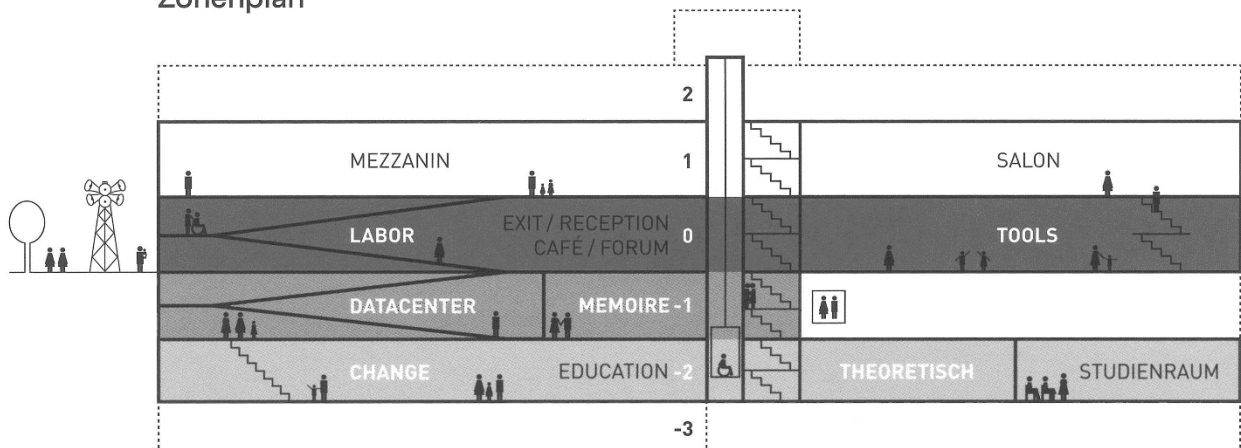 Zonenplan
2
MEZZANIN 1 SALON
LABOR EXIT / RECEPTION 0 TOOLS
CAFÉ / FORUM
DATACENTER MEMOIRE -1
CHANGE EDUCATION -2 THEORETISCH STUDIENRAUM
-3